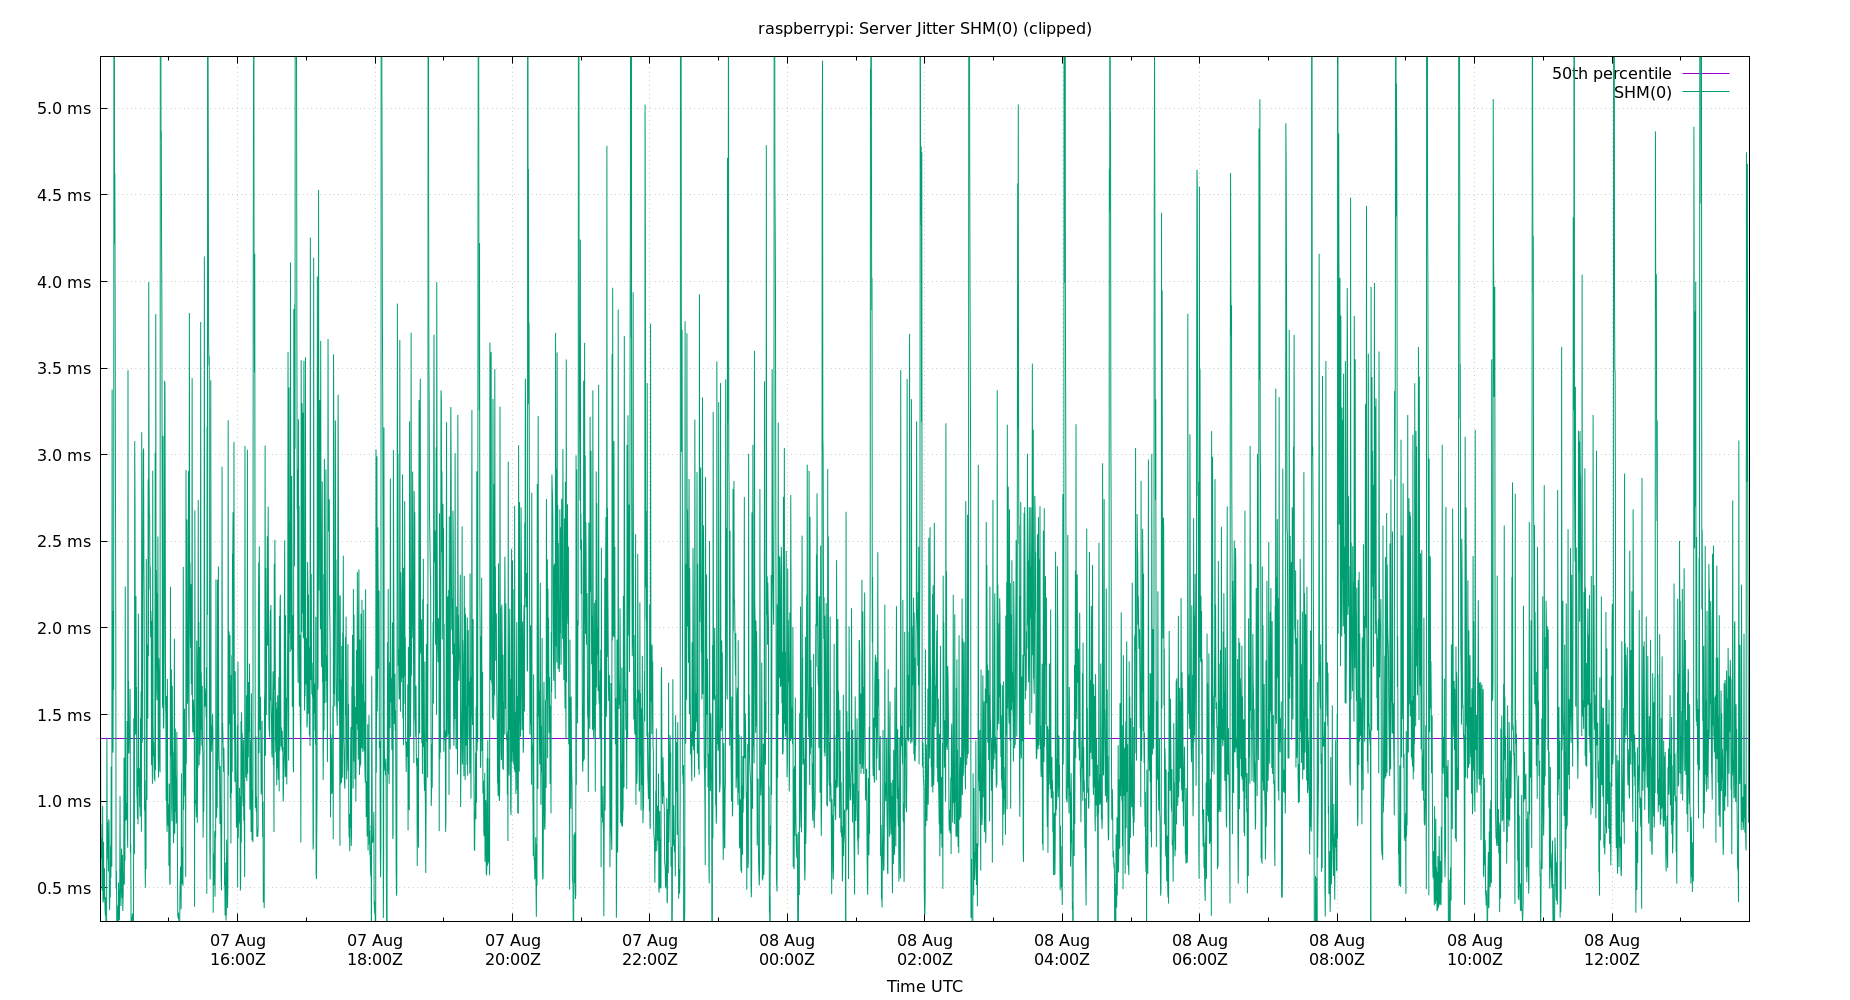 raspberrypi: Server Jitter SHM(0) (clipped)
50th percentile
SHM(0)
5.0 ms
4.5 ms
4.0 ms
3.5 ms
3.0 ms
2.5 ms
2.0 ms
1.5 ms
1.0 ms
0.5 ms
07 Aug 07 Aug 07 Aug 07 Aug 08 Aug 08 Aug 08 Aug 08 Aug 08 Aug 08 Aug 08 Aug
16:00Z 18:00Z 20:00Z 22:00Z 00:00Z 02:00Z 04:00Z 06:00Z 08:00Z 10:00Z 12:00Z
Time UTC